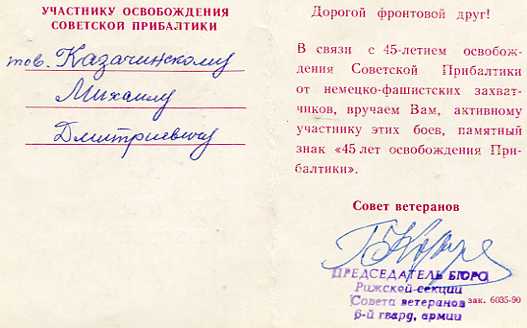 УЧАСТНИКУ ОСВОБОЖДЕНИЯ
СОВЕТСКОЙ ПРИБАЛТИКИ
тов. Казачинскому
Михаилу
Дмитриевичу
Дорогой фронтовой друг!
В связи с 45-летием освобож-
дения Советской Прибалтики
от немецко-фашистских захват-
чиков, вручаем Вам, активному
участнику этих боев, памятный
знак «45 лет освобождения При-
балтики».
Совет ветеранов
ПРЕДСЕДАТЕЛЬ БЮРО
Рижской секции
Совета ветеранов
6-й гвард. армии
зак. 6035-90